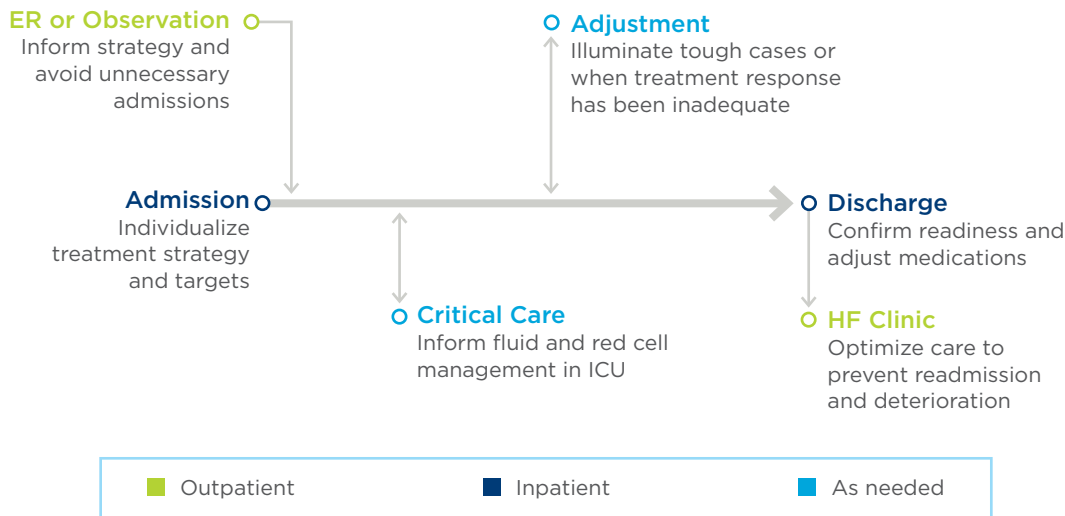 ER or Observation
Inform strategy and
avoid unnecessary
admissions
Adjustment
Illuminate tough cases or
when treatment response
has been inadequate
Admission
Individualize
treatment strategy
and targets
Discharge
Confirm readiness and
adjust medications
Critical Care
Inform fluid and red cell
management in ICU
HF Clinic
Optimize care to
prevent readmission
and deterioration
Outpatient
Inpatient
As needed